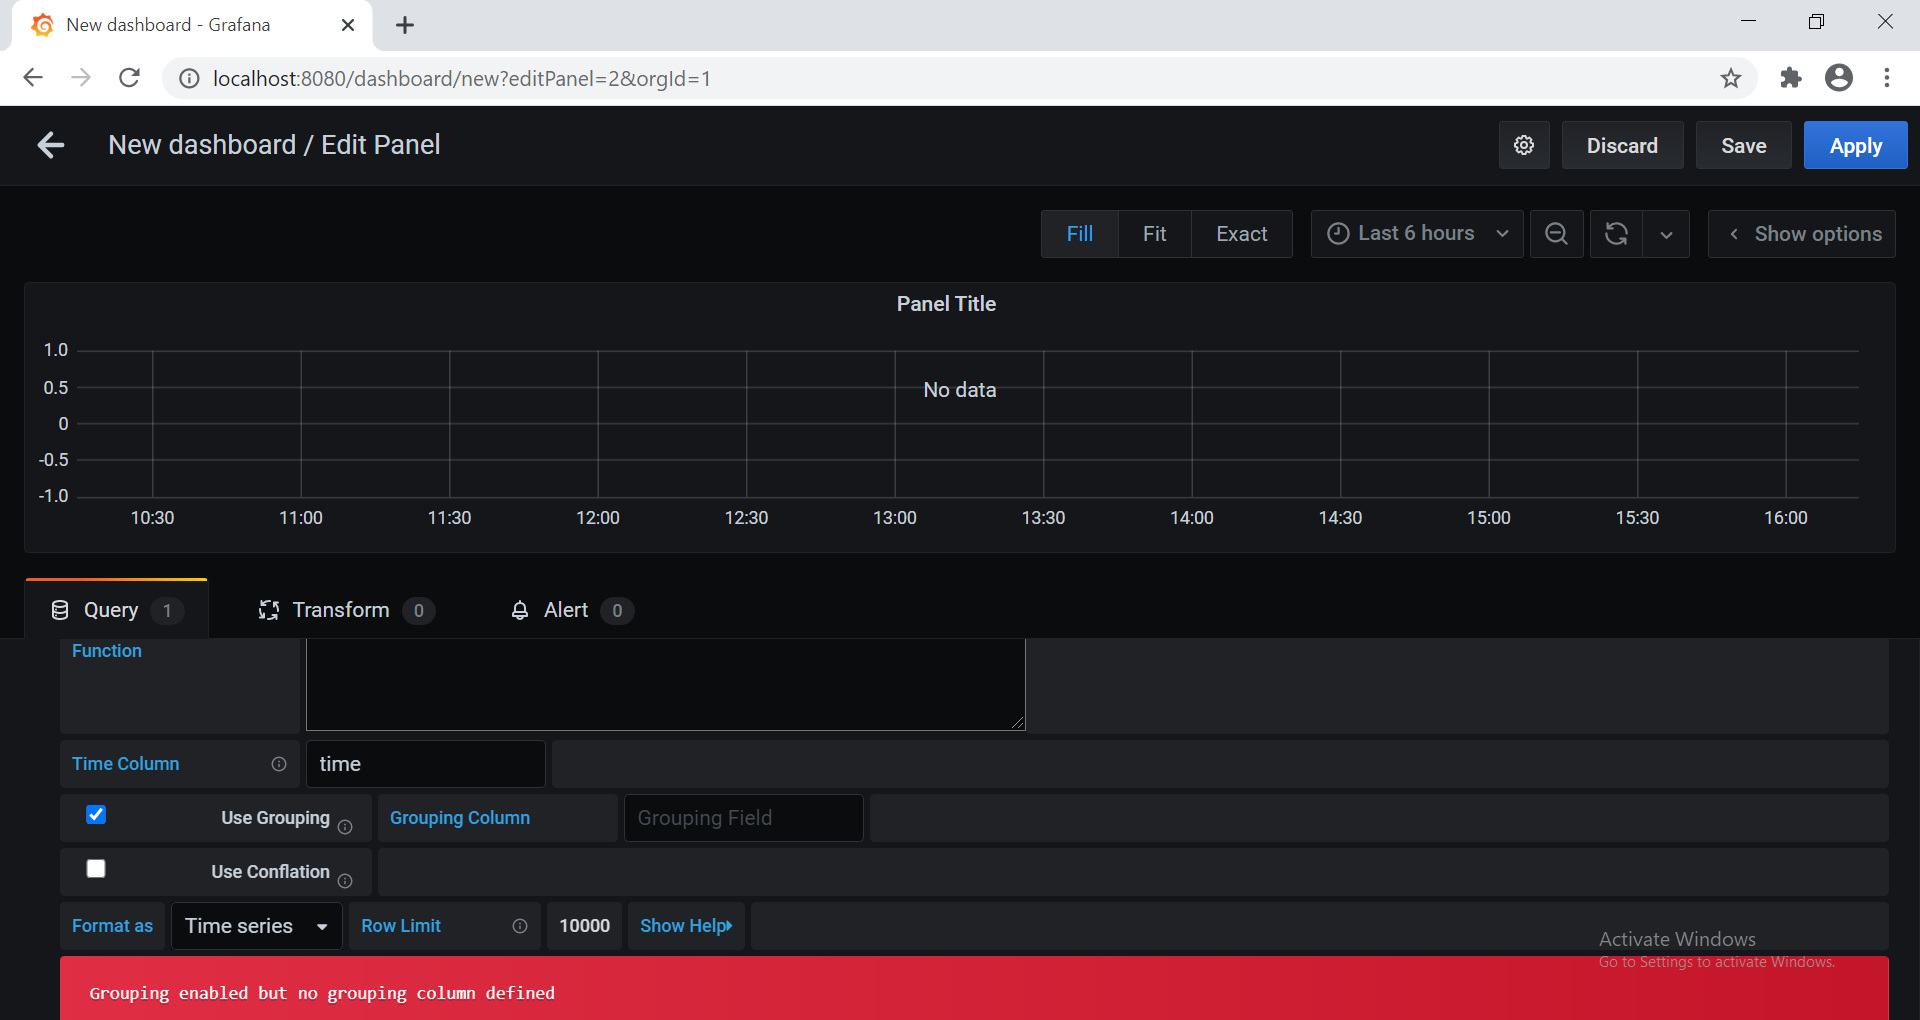 New dashboard - Grafana
localhost:8080/dashboard/new?editPanel=2&orgId=1
New dashboard / Edit Panel
Discard
Save
Apply
Fill
Fit
Exact
Last 6 hours
Show options
Panel Title
1.0
0.5
0
-0.5
-1.0
No data
10:30
11:00
11:30
12:00
12:30
13:00
13:30
14:00
14:30
15:00
15:30
16:00
Query 1
Transform 0
Alert 0
Function
Time Column
time
Use Grouping
Grouping Column
Grouping Field
Use Conflation
Format as
Time series
Row Limit
10000
Show Help
Activate Windows
Go to Settings to activate Windows.
Grouping enabled but no grouping column defined